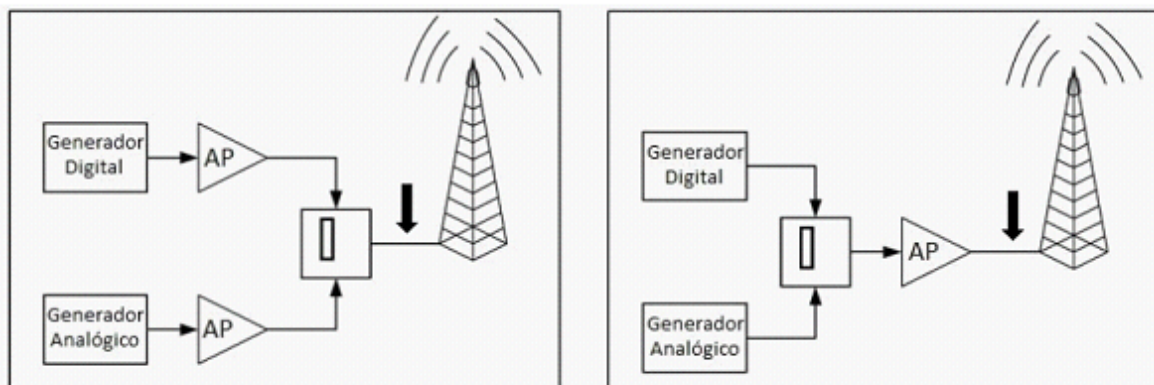 Generador
Digital
AP
Generador
Analógico
AP
Generador
Digital
AP
Generador
Analógico